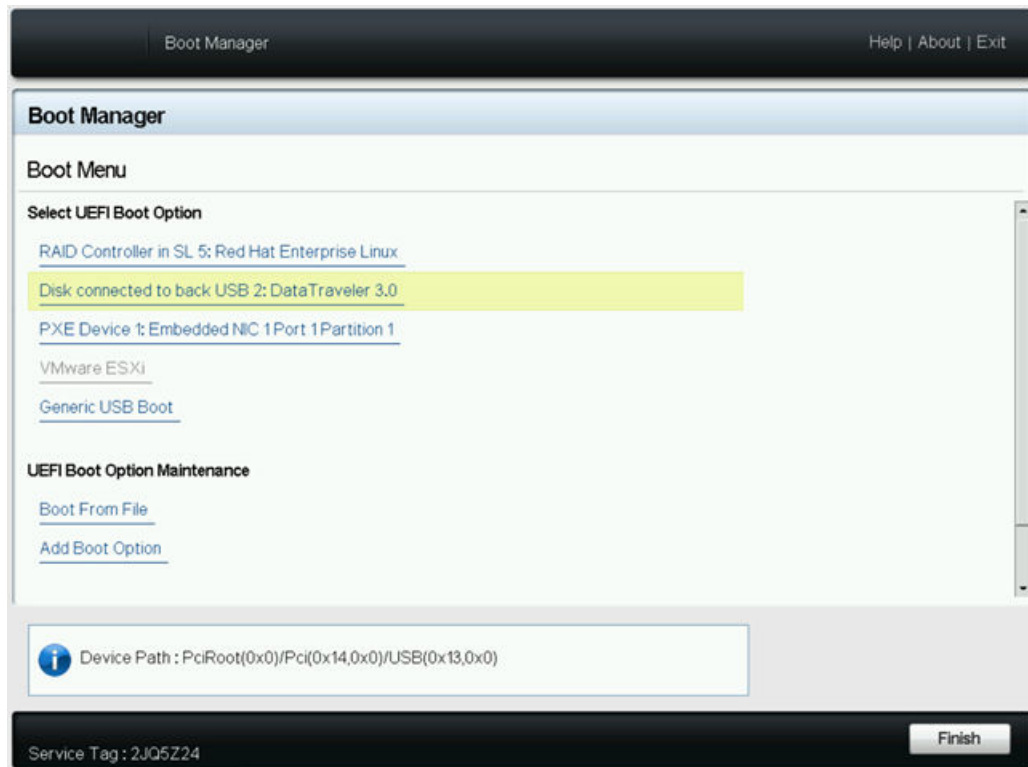 Boot Manager
Help | About | Exit
Boot Manager
Boot Menu
Select UEFI Boot Option
RAID Controller in SL 5: Red Hat Enterprise Linux
Disk connected to back USB 2: DataTraveler 3.0
PXE Device 1: Embedded NIC 1 Port 1 Partition 1
VMware ESXi
Generic USB Boot
UEFI Boot Option Maintenance
Boot From File
Add Boot Option
Device Path : PciRoot(0x0)/Pci(0x14,0x0)/USB(0x13,0x0)
Service Tag : 2JQ5Z24
Finish